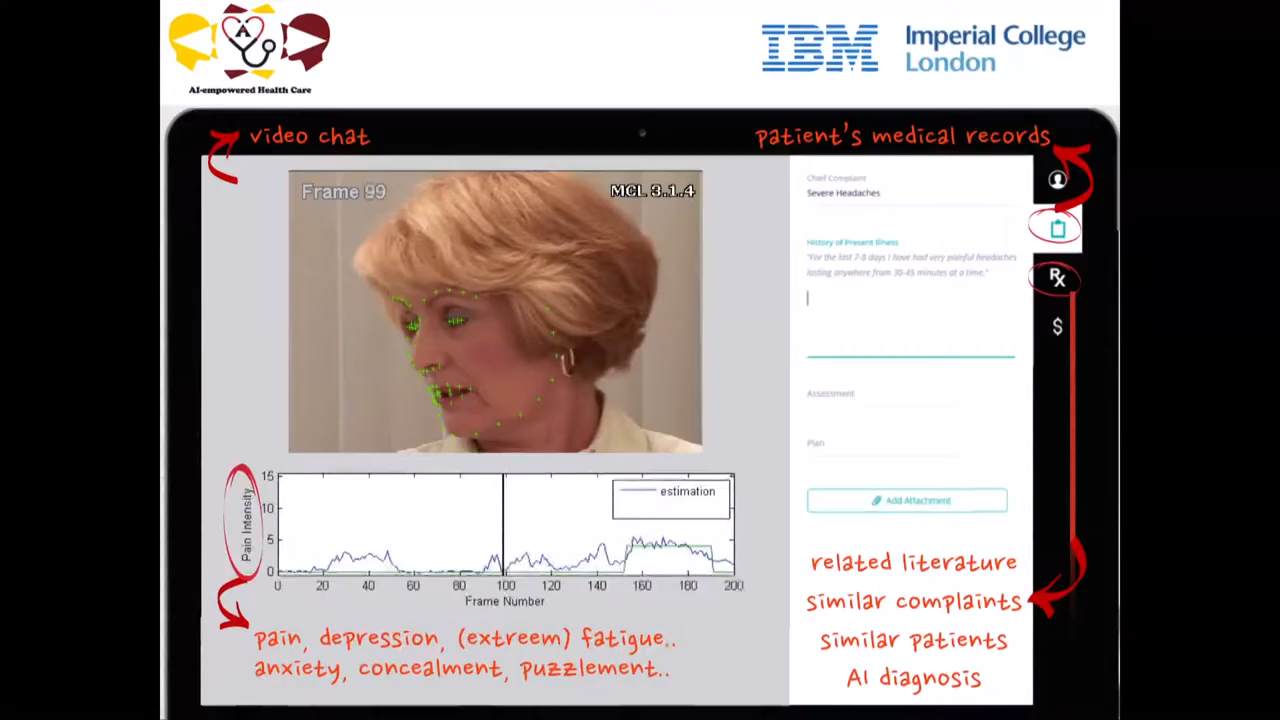 A
AI-empowered Health Care
IBM
Imperial College
London
video chat
patient's medical records
Frame 99
MCL 3.1.4
Chief Complaint
Severe Headaches
History of Present Illness
"For the last 7-8 days I have had very painful headaches
lasting anywhere from 30-45 minutes at a time."
Rx
$
Assessment
Plan
Add Attachment
Pain Intensity
15
10
5
0
estimation
0 20 40 60 80 100 120 140 160 180 200
Frame Number
pain, depression, (extreem) fatigue..
anxiety, concealment, puzzlement..
related literature
similar complaints
similar patients
AI diagnosis